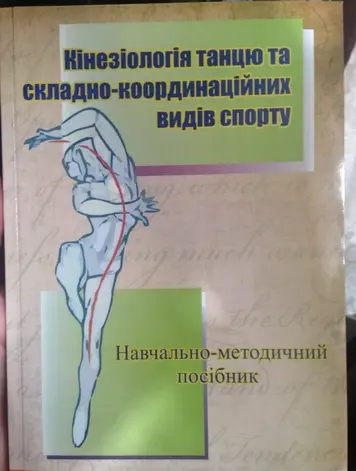 Кінезіологія танцю та
складно-координаційних
видів спорту
Навчально-методичний
посібник